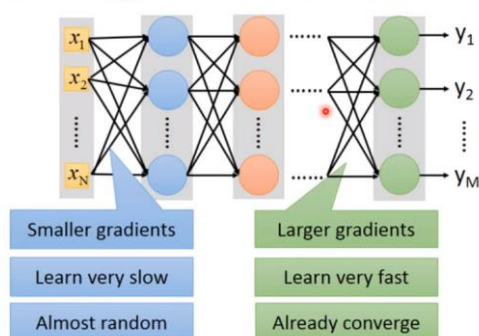 x1
y1
x2
y2
xN
yM
Smaller gradients
Larger gradients
Learn very slow
Learn very fast
Almost random
Already converge